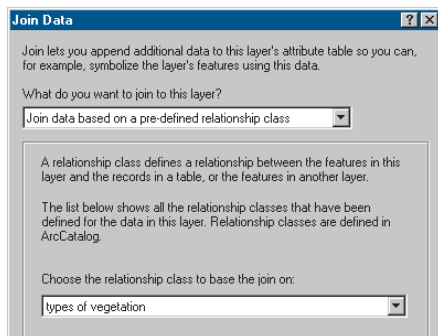 Join Data
Join lets you append additional data to this layer's attribute table so you can,
for example, symbolize the layer's features using this data.
What do you want to join to this layer?
Join data based on a pre-defined relationship class
A relationship class defines a relationship between the features in this
layer and the records in a table, or the features in another layer.
The list below shows all the relationship classes that have been
defined for the data in this layer. Relationship classes are defined in
ArcCatalog.
Choose the relationship class to base the join on:
types of vegetation